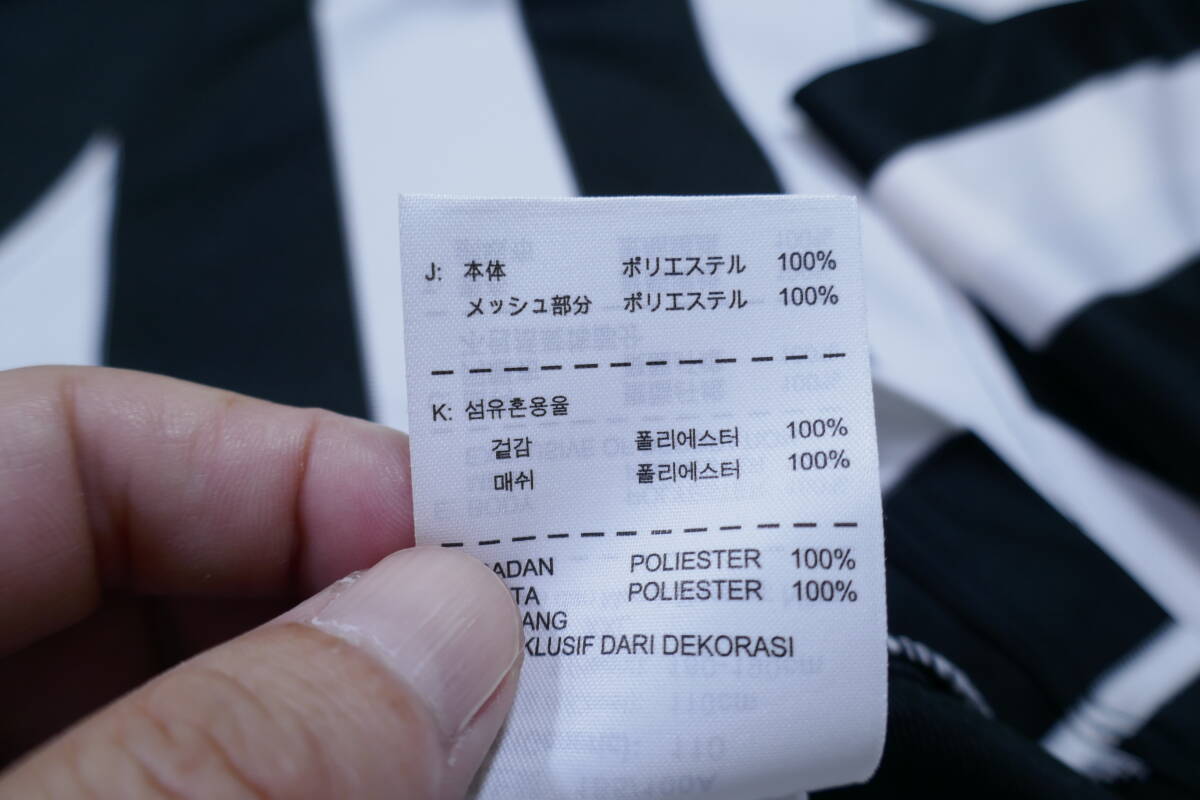 J: 本体 ポリエステル 100%
メッシュ部分 ポリエステル 100%
K: 섬유혼용율
겉감 폴리에스터 100%
매쉬 폴리에스터 100%
ADAN POLIESTER 100%
TA POLIESTER 100%
ANG
KLUSIF DARI DEKORASI